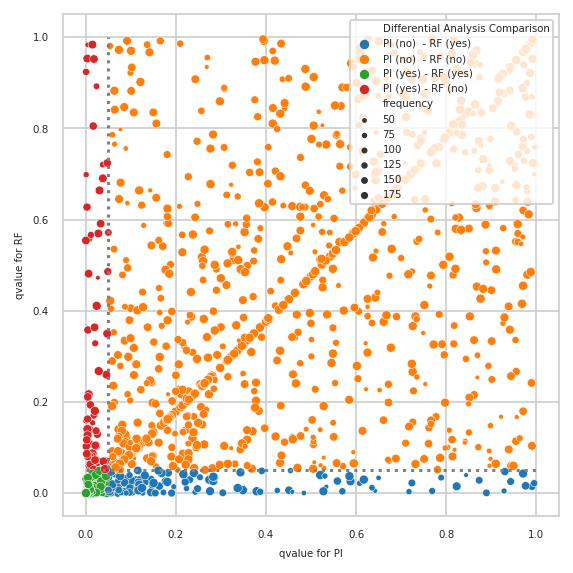 Differential Analysis Comparison
PI (no)  - RF (yes)
PI (no)  - RF (no)
PI (yes) - RF (yes)
PI (yes) - RF (no)
frequency
50
75
100
125
150
175
1.0
0.8
0.6
0.4
0.2
0.0
qvalue for RF
0.0 0.2 0.4 0.6 0.8 1.0
qvalue for PI